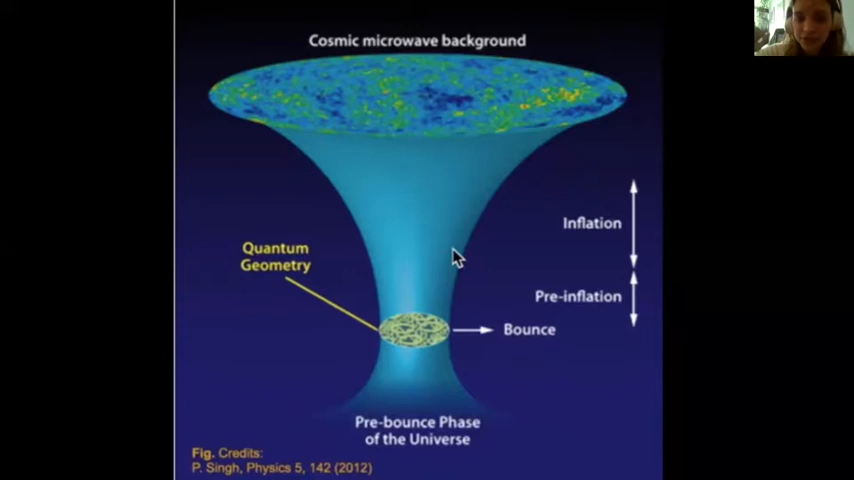 Cosmic microwave background
Inflation
Quantum
Geometry
Pre-inflation
Bounce
Pre-bounce Phase
of the Universe
Fig. Credits:
P. Singh, Physics 5, 142 (2012)